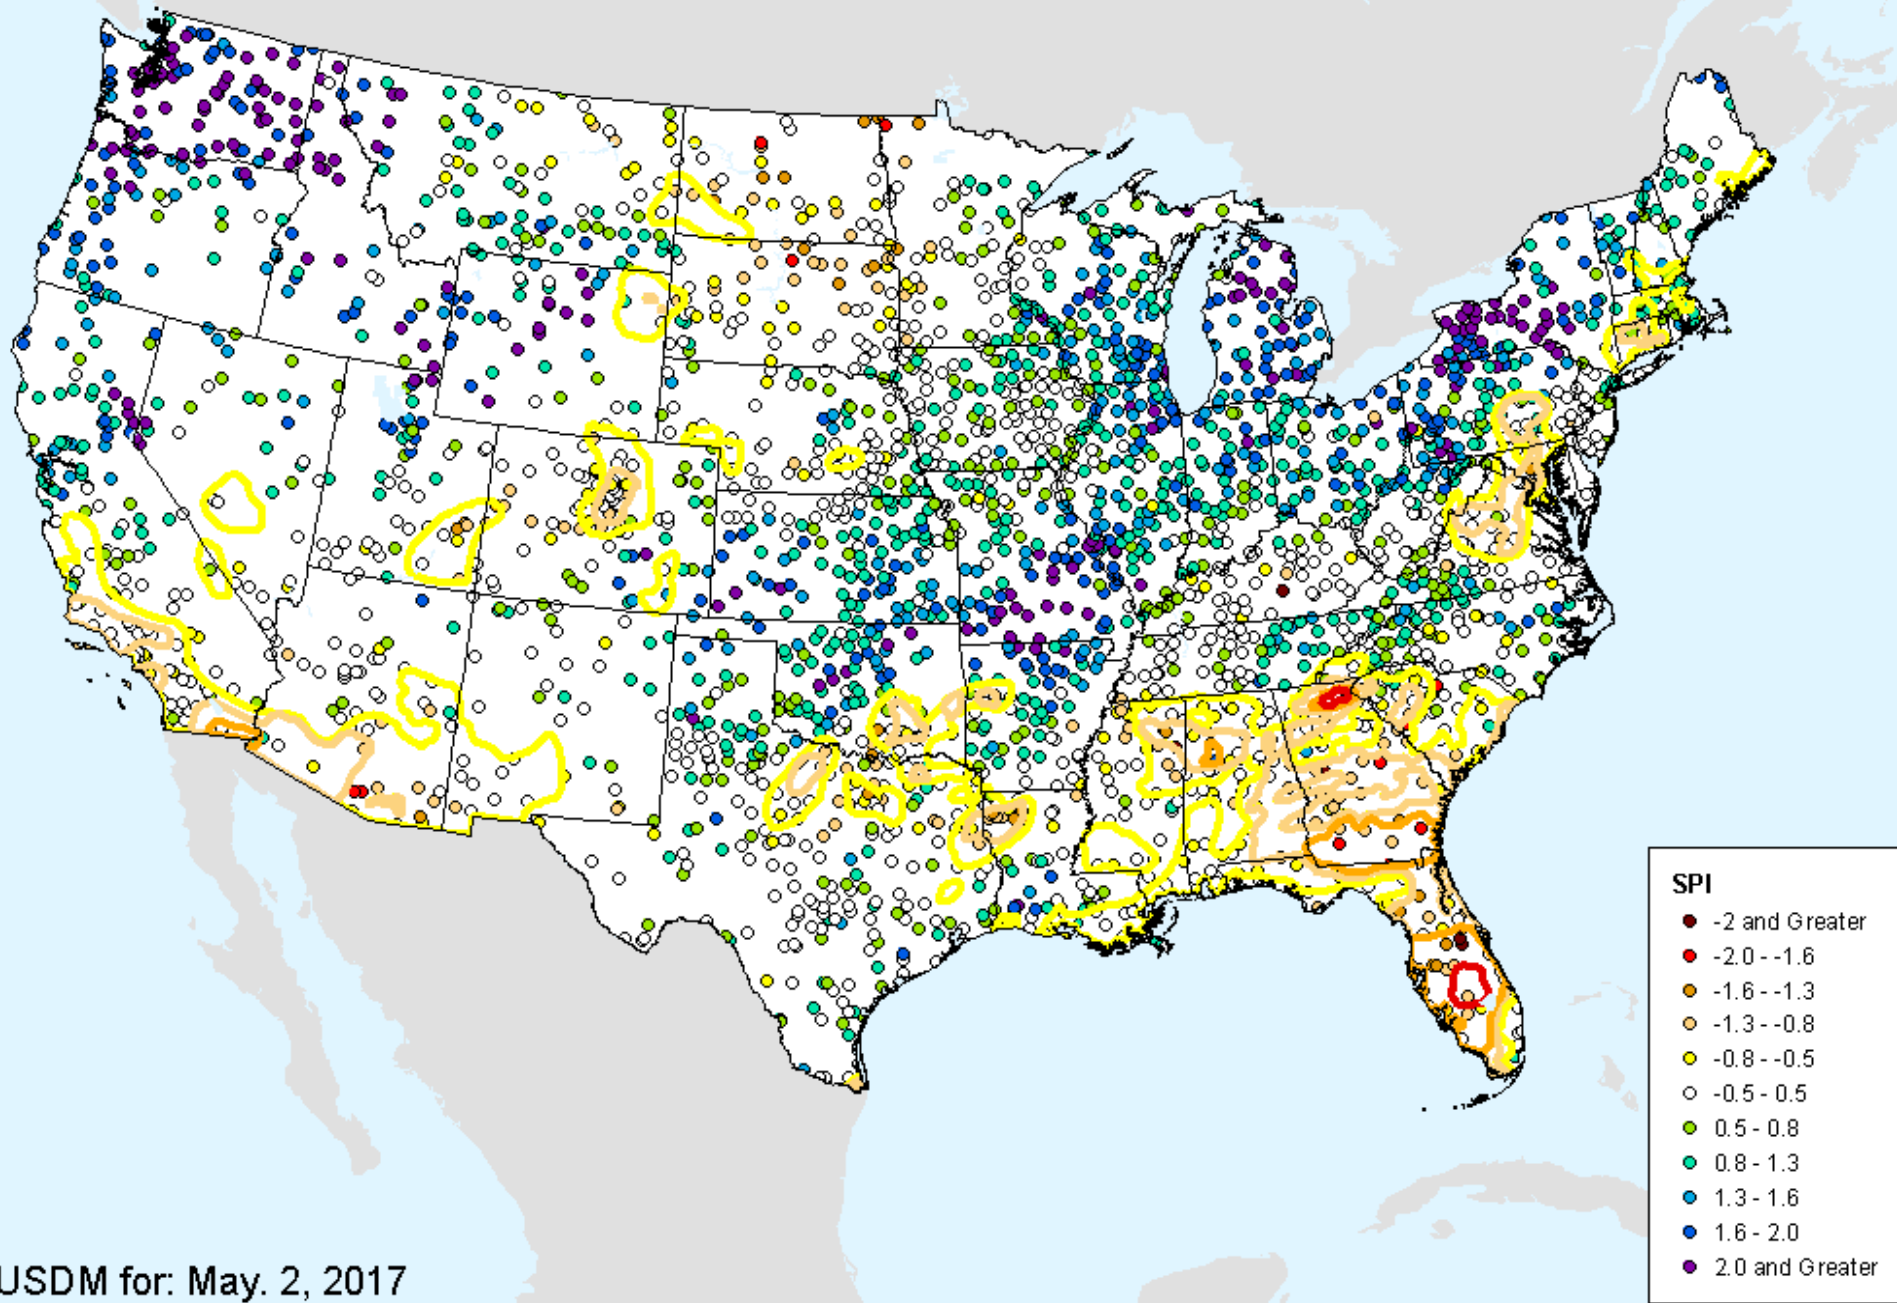 SPI
-2 and Greater
-2.0 - -1.6
-1.6 - -1.3
-1.3 - -0.8
-0.8 - -0.5
-0.5 - 0.5
0.5 - 0.8
0.8 - 1.3
1.3 - 1.6
1.6 - 2.0
2.0 and Greater
USDM for: May. 2, 2017